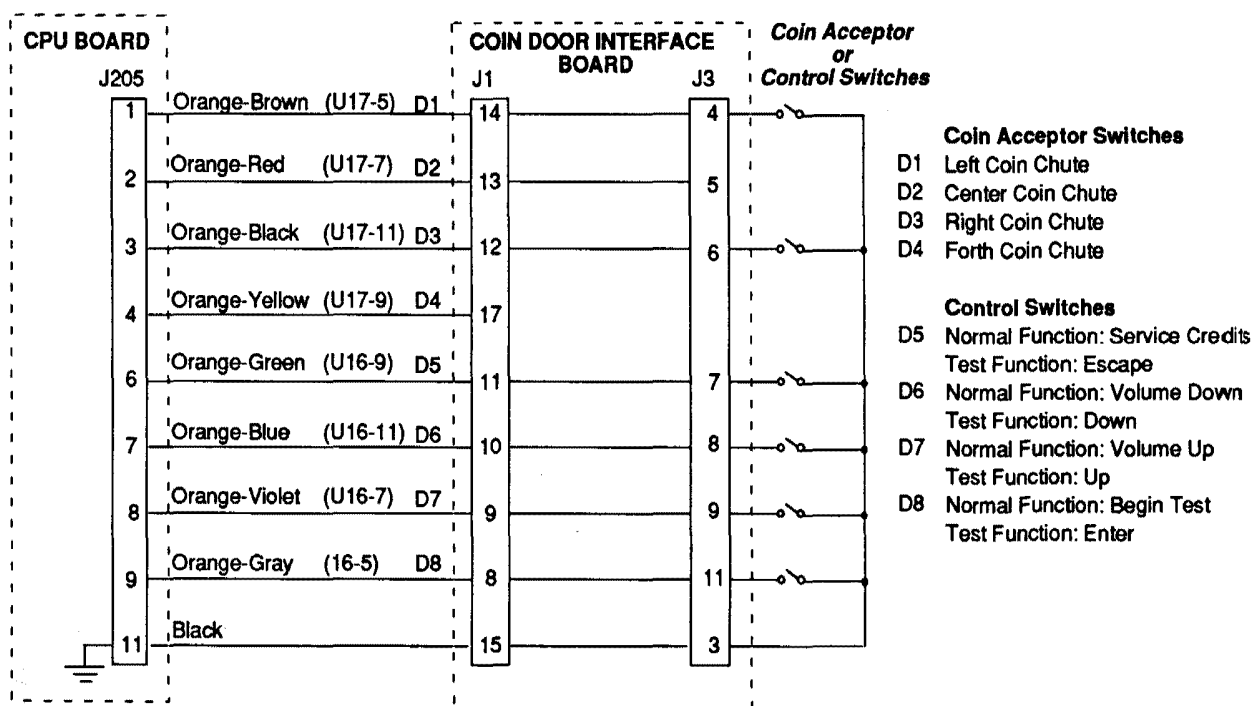 CPU BOARD
J205
COIN DOOR INTERFACE
BOARD
J1
J3
Coin Acceptor
or
Control Switches
1 Orange-Brown (U17-5) D1 14 4
2 Orange-Red (U17-7) D2 13 5
3 Orange-Black (U17-11) D3 12 6
4 Orange-Yellow (U17-9) D4 17
6 Orange-Green (U16-9) D5 11 7
7 Orange-Blue (U16-11) D6 10 8
8 Orange-Violet (U16-7) D7 9 9
9 Orange-Gray (16-5) D8 8 11
11 Black 15 3
Coin Acceptor Switches
D1 Left Coin Chute
D2 Center Coin Chute
D3 Right Coin Chute
D4 Forth Coin Chute
Control Switches
D5 Normal Function: Service Credits
Test Function: Escape
D6 Normal Function: Volume Down
Test Function: Down
D7 Normal Function: Volume Up
Test Function: Up
D8 Normal Function: Begin Test
Test Function: Enter